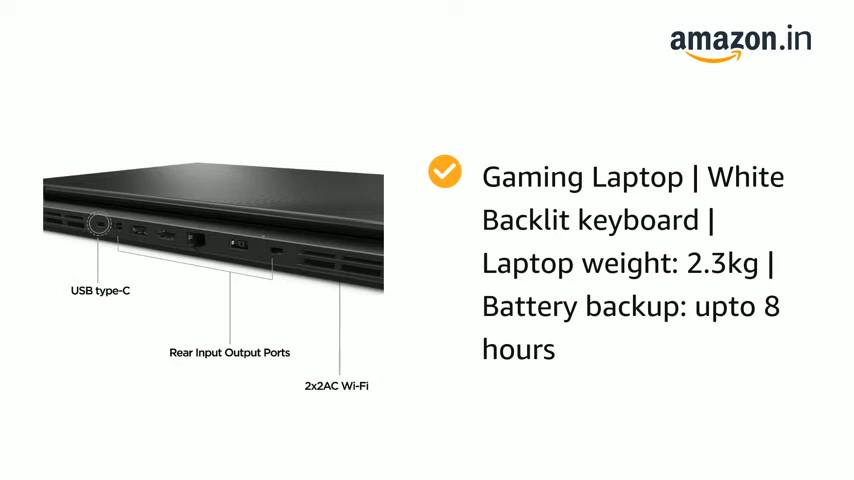 amazon.in
Gaming Laptop | White
Backlit keyboard |
Laptop weight: 2.3kg |
Battery backup: upto 8
hours
USB type-C
Rear Input Output Ports
2x2AC Wi-Fi